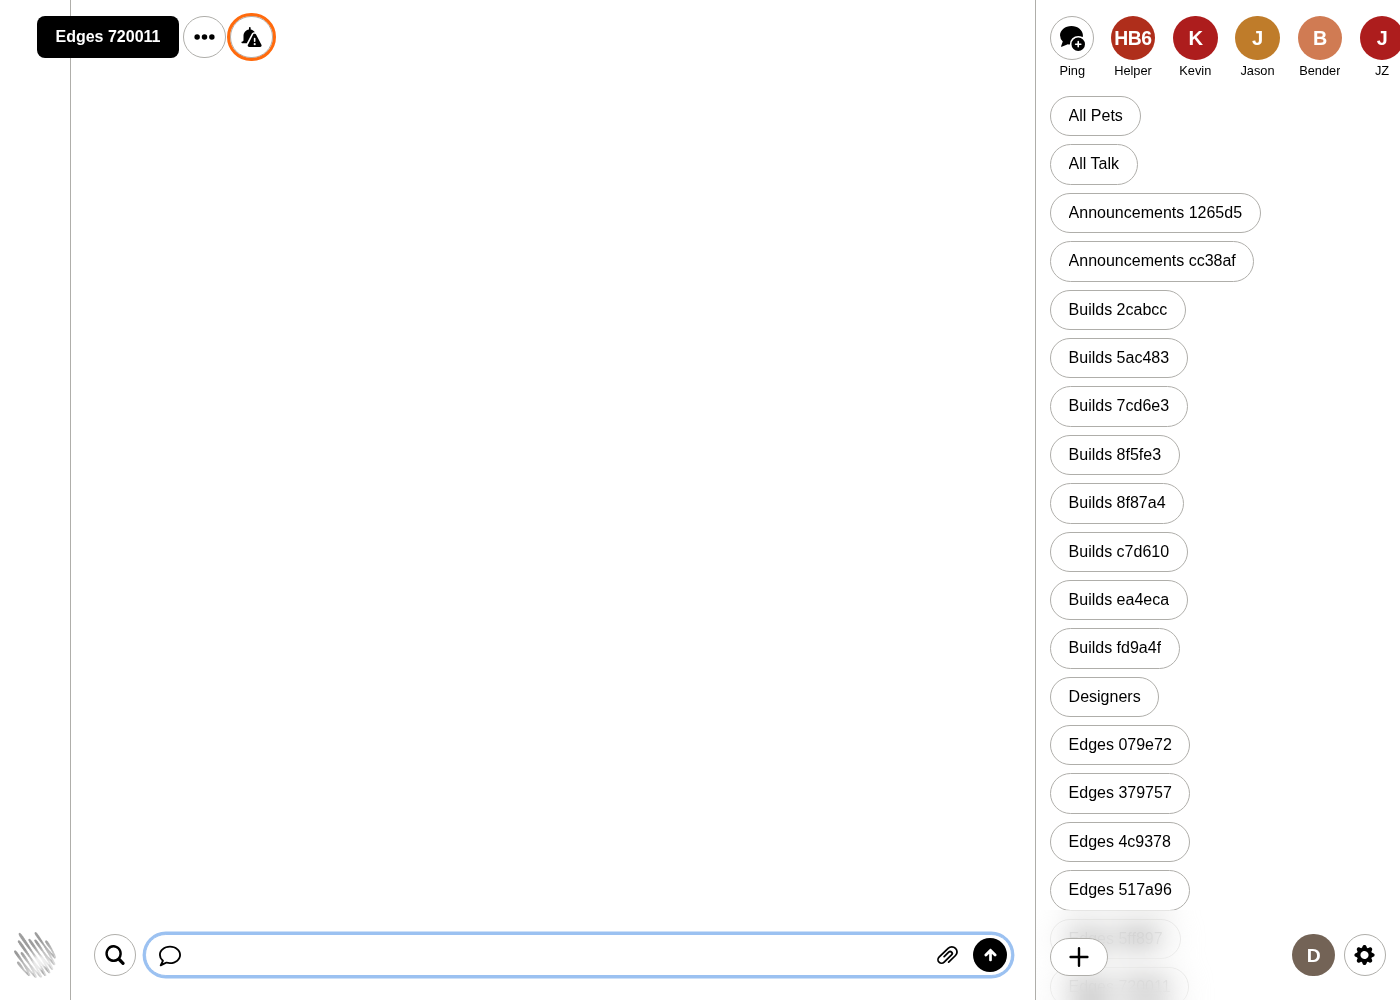 Edges 720011
HB6
K
J
B
J
Ping
Helper
Kevin
Jason
Bender
JZ
All Pets
All Talk
Announcements 1265d5
Announcements cc38af
Builds 2cabcc
Builds 5ac483
Builds 7cd6e3
Builds 8f5fe3
Builds 8f87a4
Builds c7d610
Builds ea4eca
Builds fd9a4f
Designers
Edges 079e72
Edges 379757
Edges 4c9378
Edges 517a96
Edges 5ff897
D